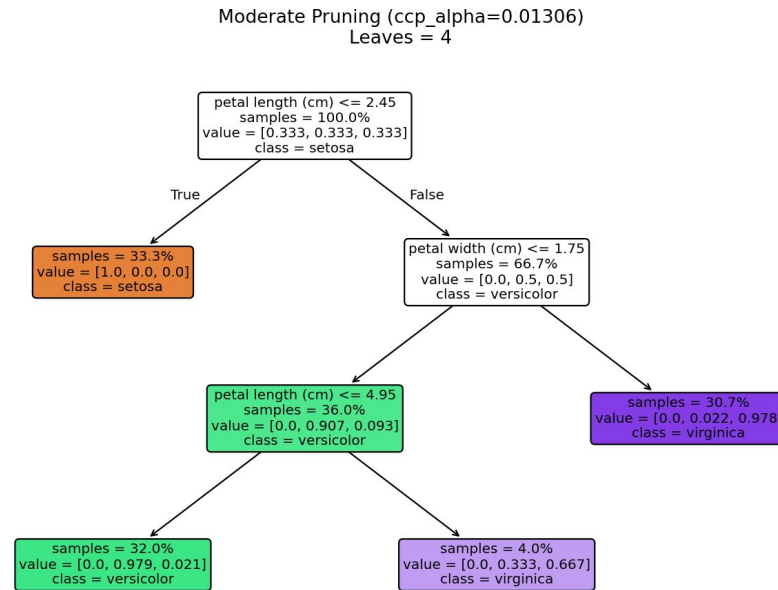 Moderate Pruning (ccp_alpha=0.01306)
Leaves = 4
petal length (cm) <= 2.45
samples = 100.0%
value = [0.333, 0.333, 0.333]
class = setosa
True
False
samples = 33.3%
value = [1.0, 0.0, 0.0]
class = setosa
petal width (cm) <= 1.75
samples = 66.7%
value = [0.0, 0.5, 0.5]
class = versicolor
petal length (cm) <= 4.95
samples = 36.0%
value = [0.0, 0.907, 0.093]
class = versicolor
samples = 30.7%
value = [0.0, 0.022, 0.978
class = virginica
samples = 32.0%
value = [0.0, 0.979, 0.021]
class = versicolor
samples = 4.0%
value = [0.0, 0.333, 0.667]
class = virginica